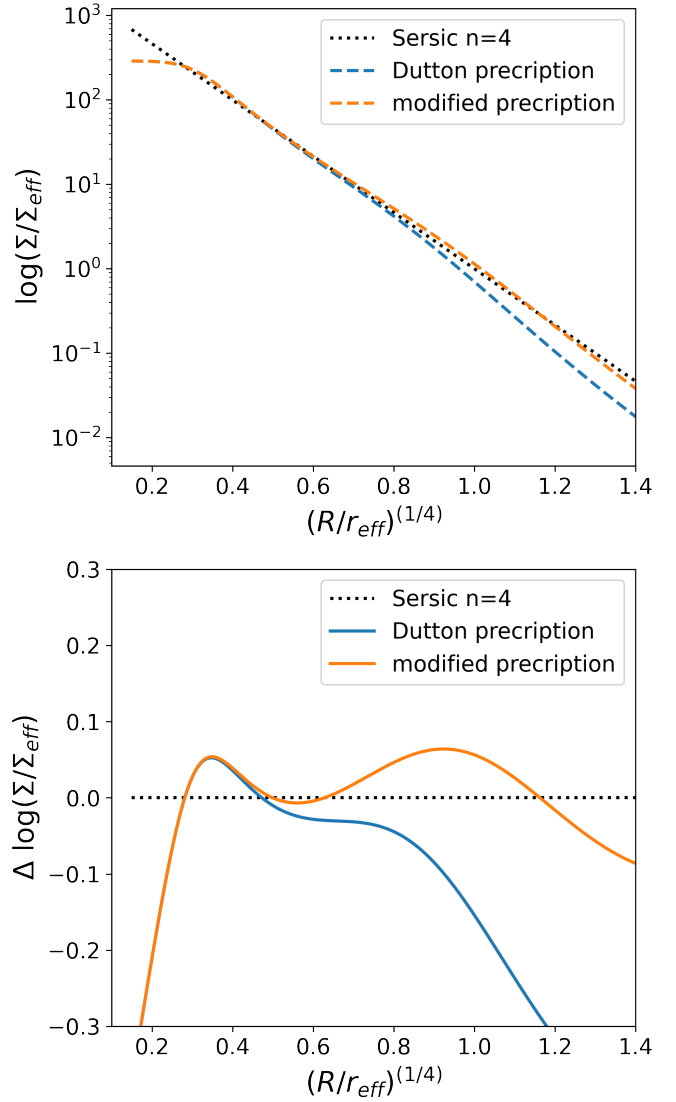 10³
10²
10¹
10⁰
10⁻¹
10⁻²
log(Σ/Σ_eff)
Sersic n=4
Dutton precription
modified precription
0.2 0.4 0.6 0.8 1.0 1.2 1.4
(R/r_eff)^(1/4)
0.3
0.2
0.1
0.0
−0.1
−0.2
−0.3
Δ log(Σ/Σ_eff)
Sersic n=4
Dutton precription
modified precription
0.2 0.4 0.6 0.8 1.0 1.2 1.4
(R/r_eff)^(1/4)